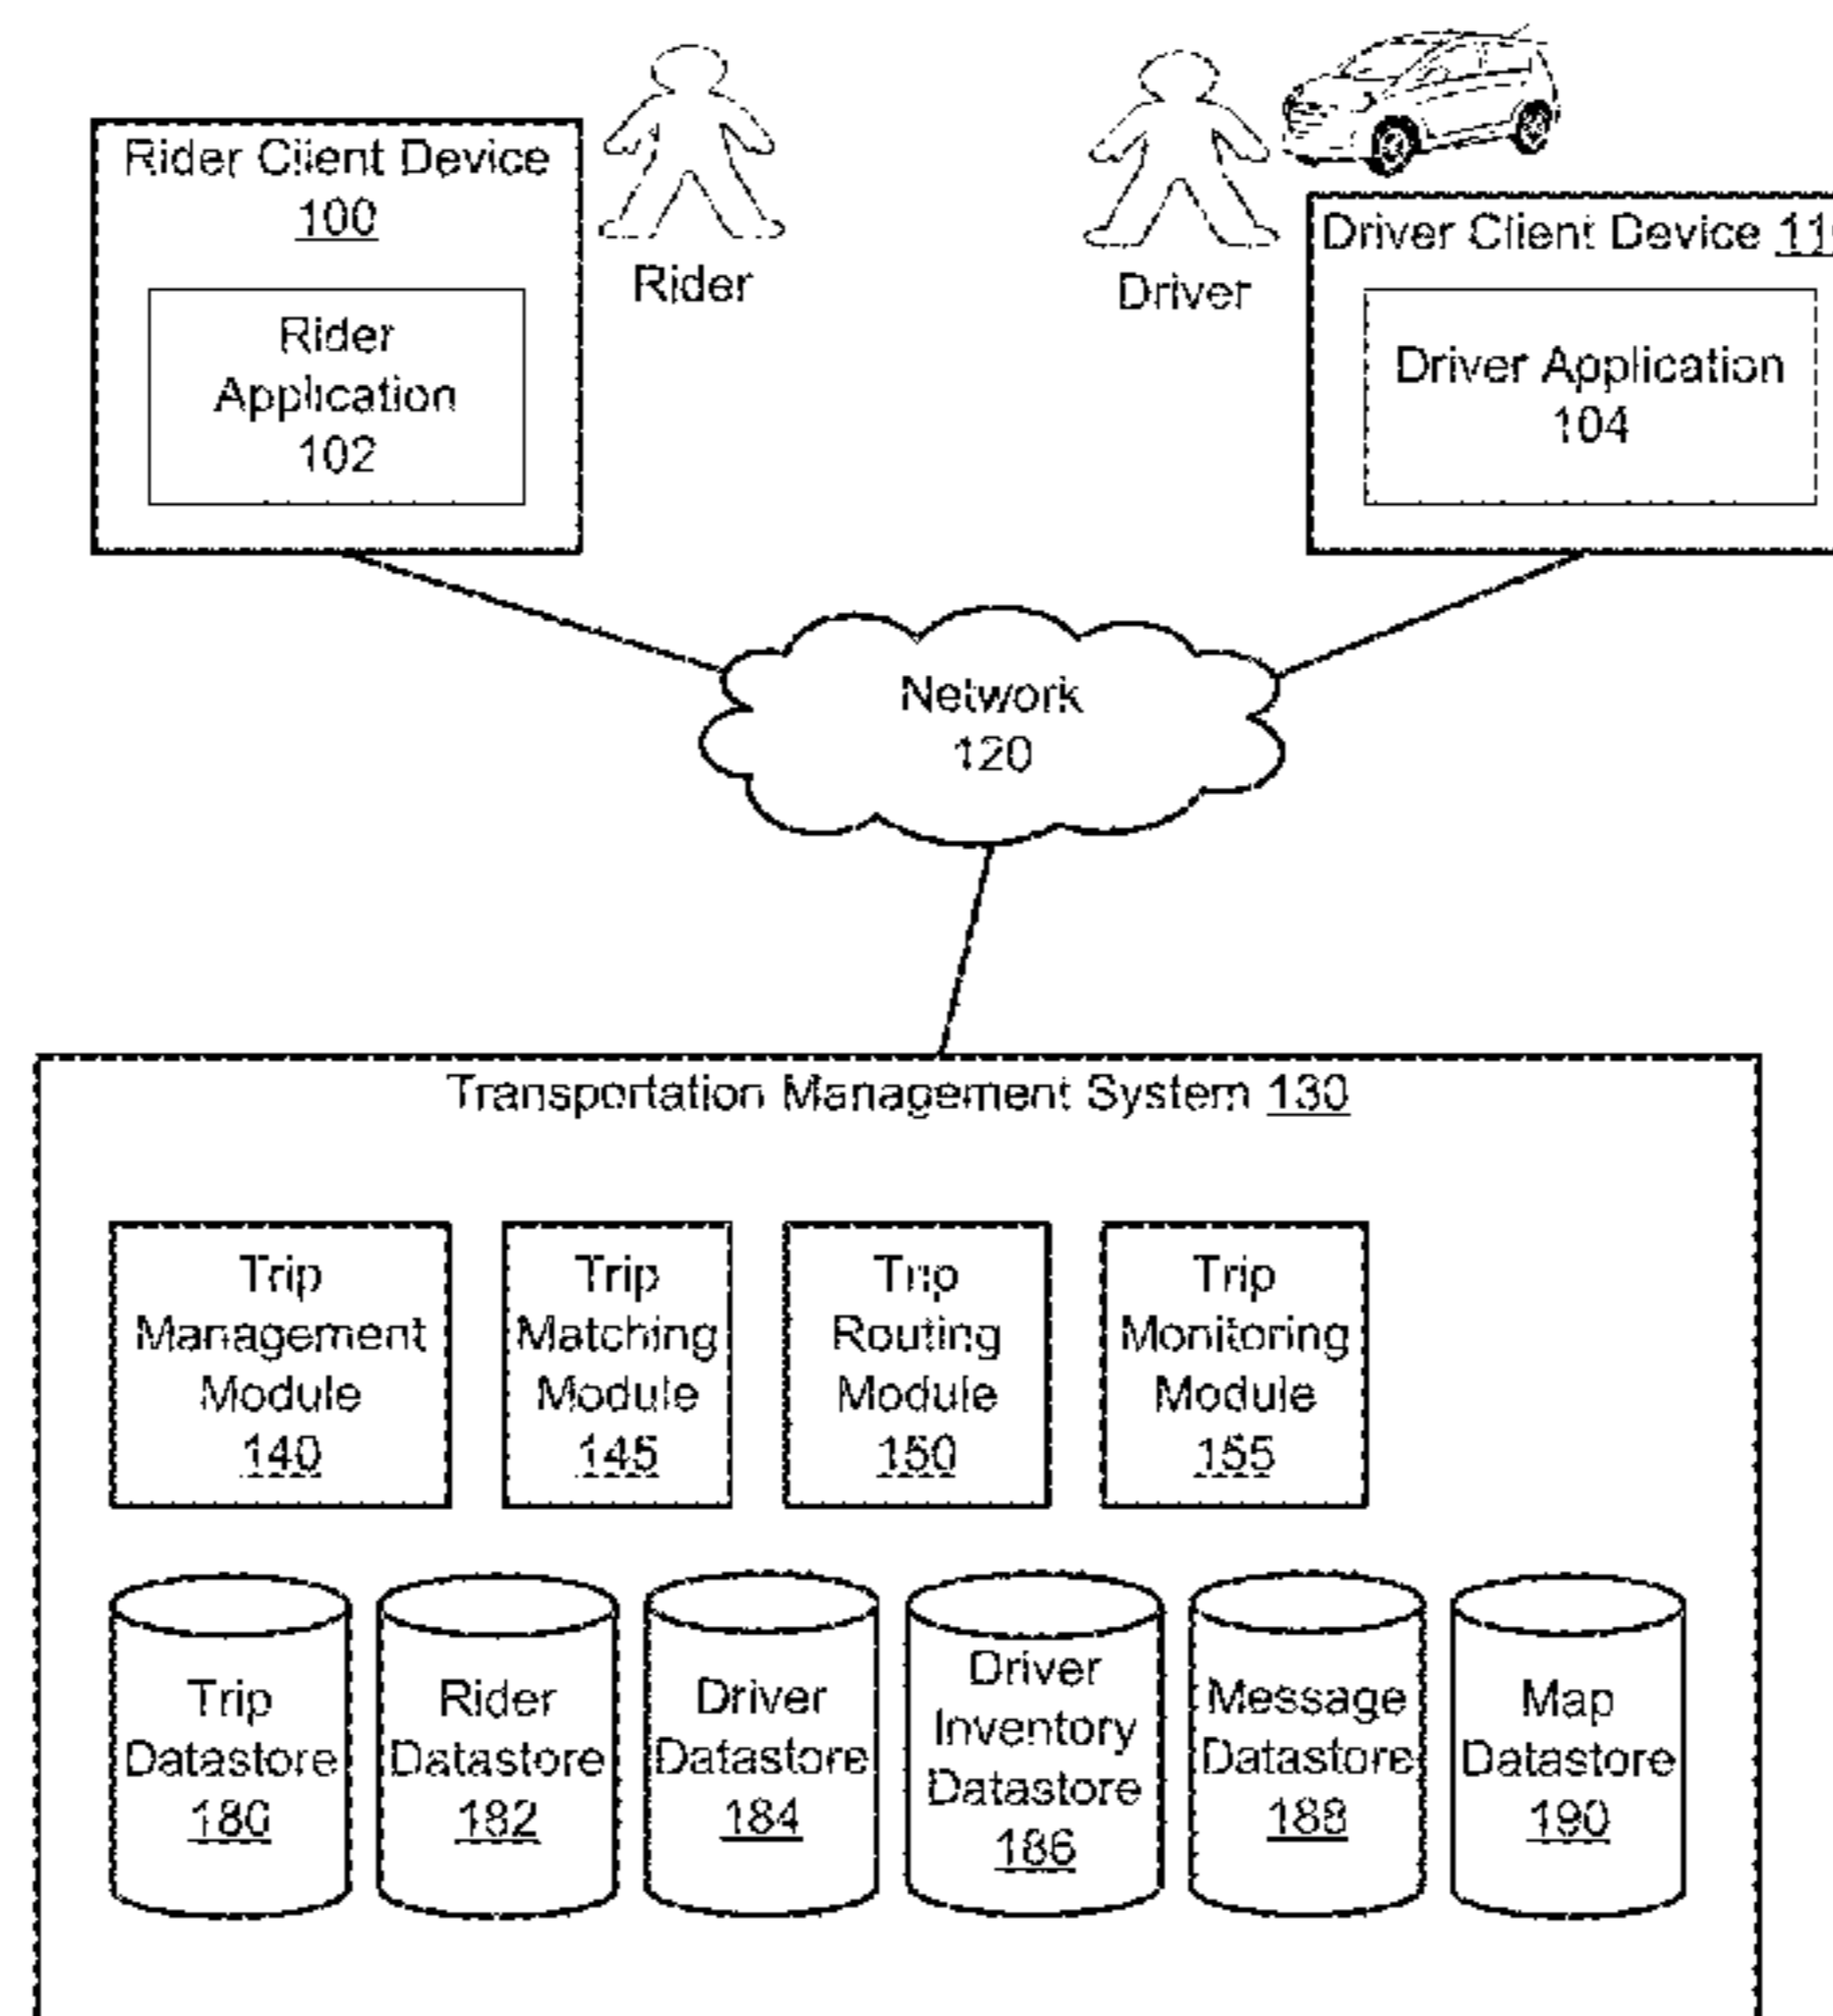 Rider Client Device
100
Rider
Application
102
Rider
Driver
Driver Client Device
Driver Application
104
Network
120
Transportation Management System 130
Trip
Management
Module
140
Trip
Matching
Module
145
Trip
Routing
Module
150
Trip
Monitoring
Module
155
Trip
Datastore
180
Rider
Datastore
182
Driver
Datastore
184
Driver
Inventory
Datastore
186
Message
Datastore
188
Map
Datastore
190